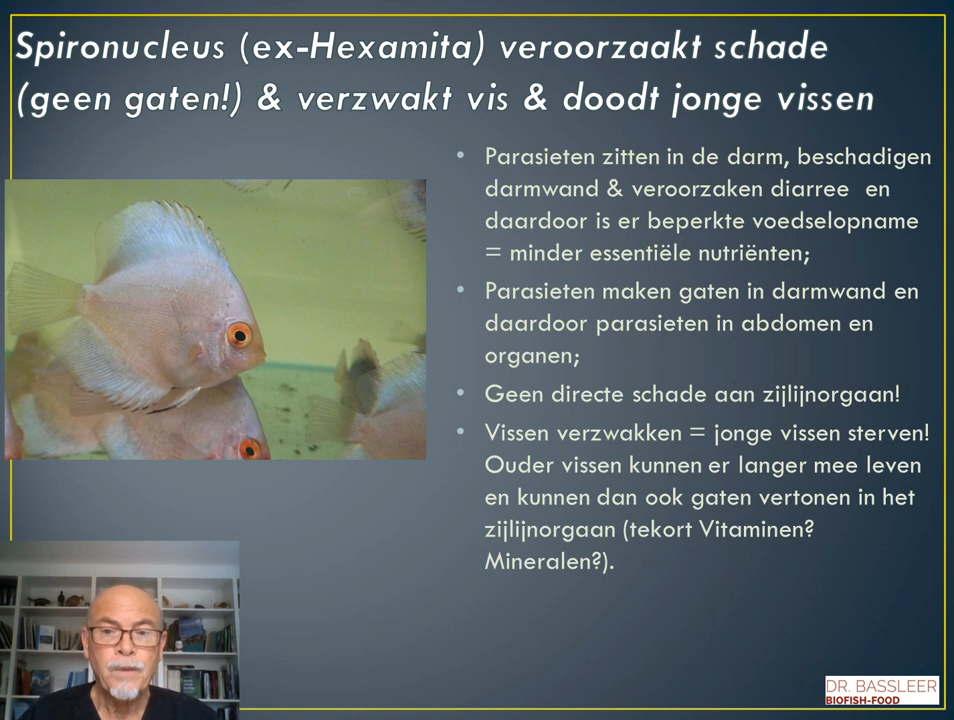 Spironucleus (ex-Hexamita) veroorzaakt schade
(geen gaten!) & verzwakt vis & doodt jonge vissen
• Parasieten zitten in de darm, beschadigen
darmwand & veroorzaken diarree en
daardoor is er beperkte voedselopname
= minder essentiële nutriënten;
• Parasieten maken gaten in darmwand en
daardoor parasieten in abdomen en
organen;
• Geen directe schade aan zijlijnorgaan!
• Vissen verzwakken = jonge vissen sterven!
Ouder vissen kunnen er langer mee leven
en kunnen dan ook gaten vertonen in het
zijlijnorgaan (tekort Vitaminen?
Mineralen?).
DR. BASSLEER
BIOFISH-FOOD